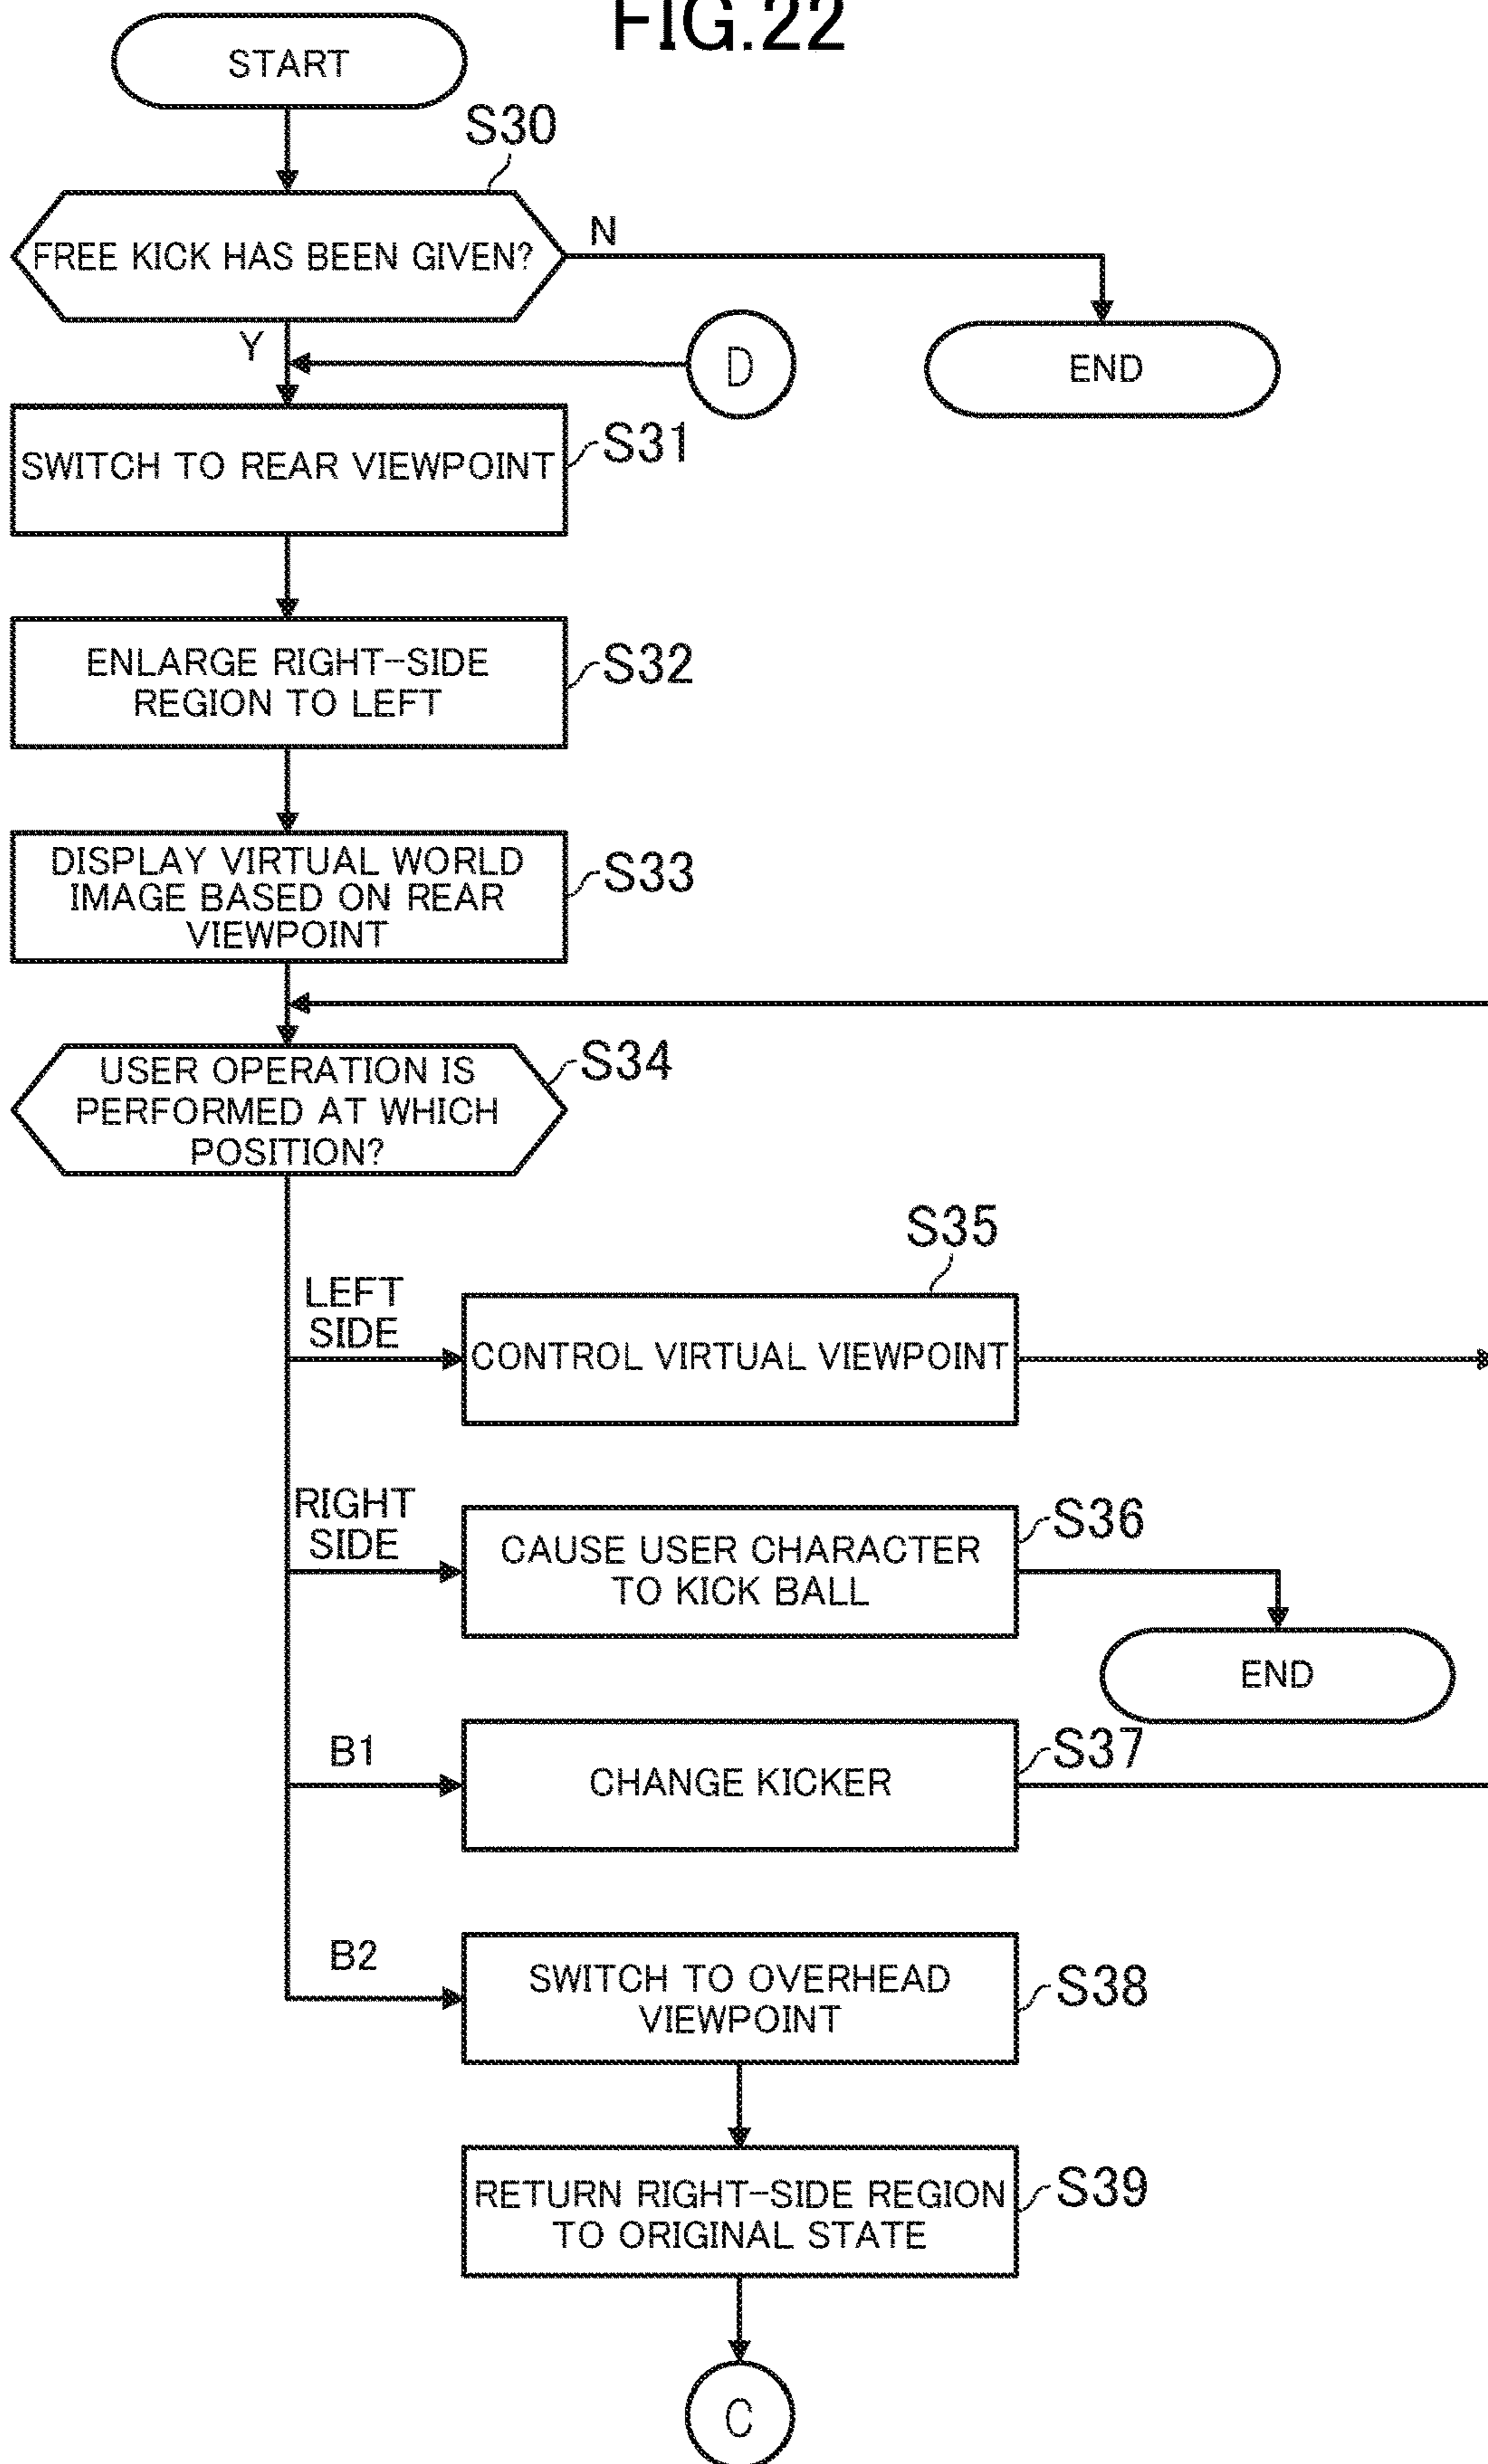 FIG.22
START
S30
FREE KICK HAS BEEN GIVEN?
N
Y
D
END
SWITCH TO REAR VIEWPOINT
S31
ENLARGE RIGHT-SIDE
REGION TO LEFT
S32
DISPLAY VIRTUAL WORLD
IMAGE BASED ON REAR
VIEWPOINT
S33
USER OPERATION IS
PERFORMED AT WHICH
POSITION?
S34
S35
LEFT
SIDE
CONTROL VIRTUAL VIEWPOINT
RIGHT
SIDE
CAUSE USER CHARACTER
TO KICK BALL
S36
END
B1
CHANGE KICKER
S37
B2
SWITCH TO OVERHEAD
VIEWPOINT
S38
RETURN RIGHT-SIDE REGION
TO ORIGINAL STATE
S39
C